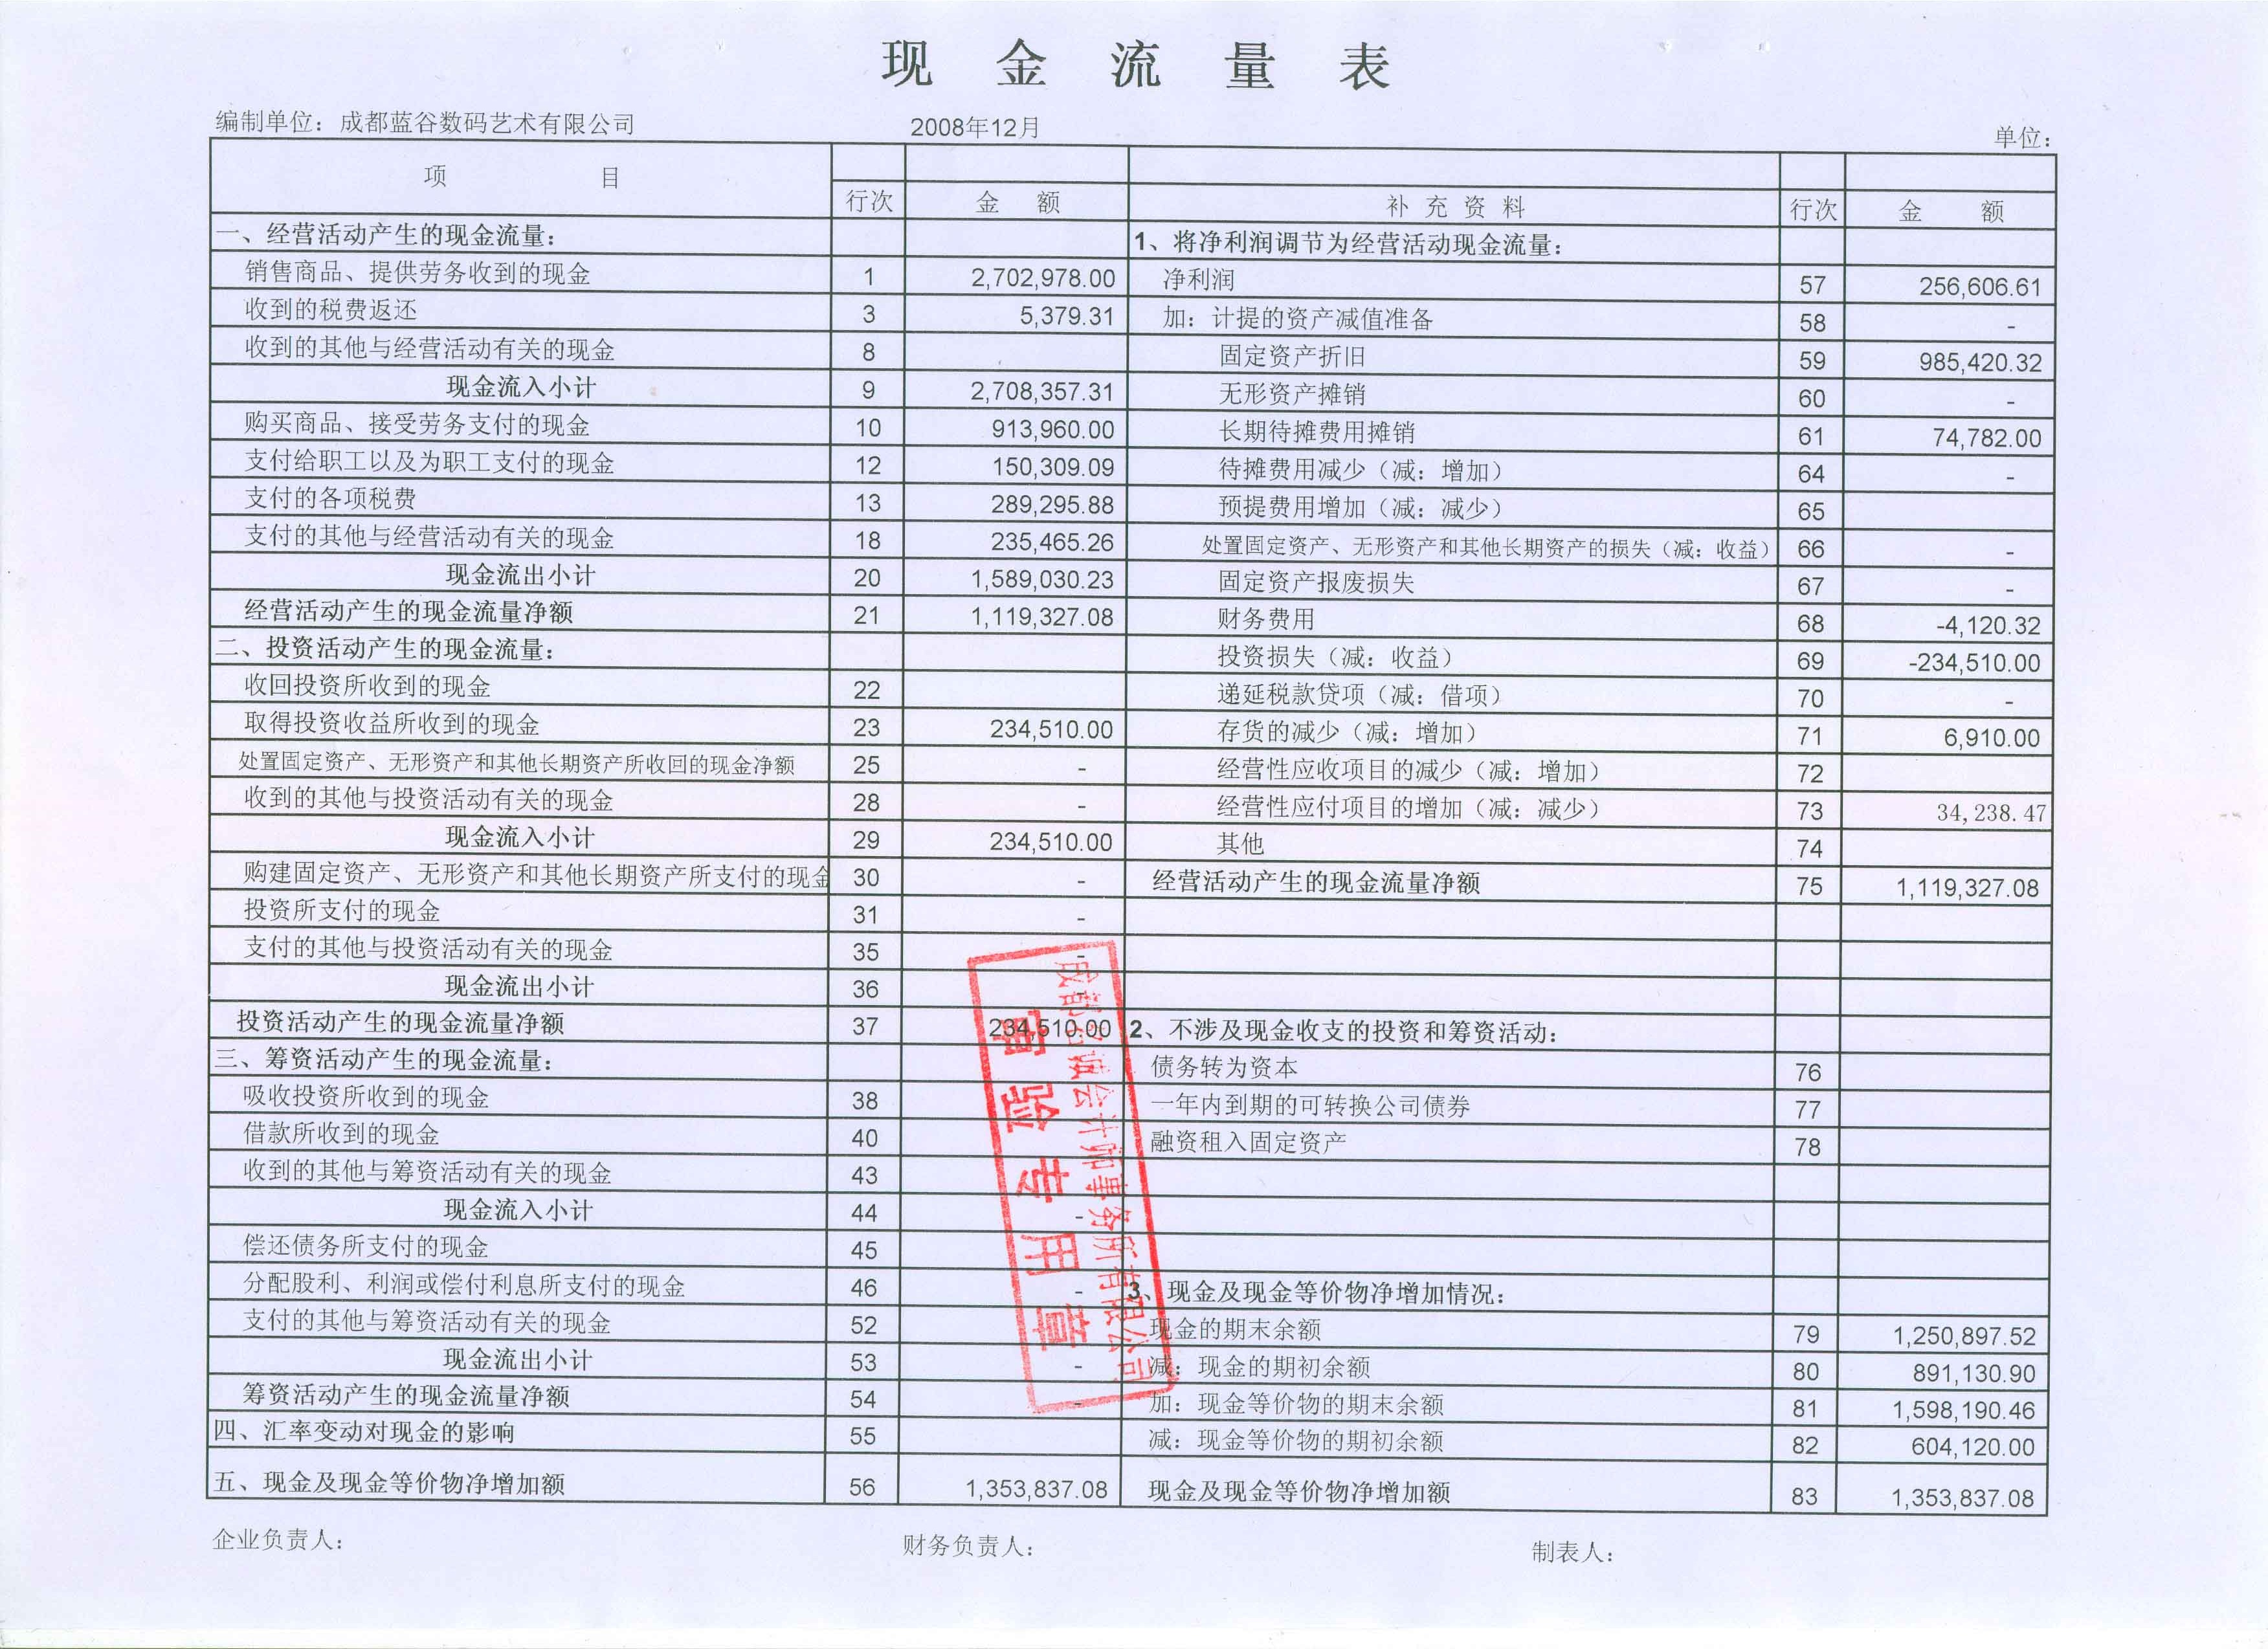 现 金 流 量 表
编制单位：成都蓝谷数码艺术有限公司 2008年12月 单位：
项 目 行次 金 额 补 充 资 料 行次 金 额
一、经营活动产生的现金流量： 1、将净利润调节为经营活动现金流量：
销售商品、提供劳务收到的现金 1 2,702,978.00 净利润 57 256,606.61
收到的税费返还 3 5,379.31 加：计提的资产减值准备 58 -
收到的其他与经营活动有关的现金 8 固定资产折旧 59 985,420.32
现金流入小计 9 2,708,357.31 无形资产摊销 60 -
购买商品、接受劳务支付的现金 10 913,960.00 长期待摊费用摊销 61 74,782.00
支付给职工以及为职工支付的现金 12 150,309.09 待摊费用减少（减：增加） 64 -
支付的各项税费 13 289,295.88 预提费用增加（减：减少） 65
支付的其他与经营活动有关的现金 18 235,465.26 处置固定资产、无形资产和其他长期资产的损失（减：收益） 66 -
现金流出小计 20 1,589,030.23 固定资产报废损失 67 -
经营活动产生的现金流量净额 21 1,119,327.08 财务费用 68 -4,120.32
二、投资活动产生的现金流量： 投资损失（减：收益） 69 -234,510.00
收回投资所收到的现金 22 递延税款贷项（减：借项） 70 -
取得投资收益所收到的现金 23 234,510.00 存货的减少（减：增加） 71 6,910.00
处置固定资产、无形资产和其他长期资产所收回的现金净额 25 - 经营性应收项目的减少（减：增加） 72
收到的其他与投资活动有关的现金 28 - 经营性应付项目的增加（减：减少） 73 34,238.47
现金流入小计 29 234,510.00 其他 74
购建固定资产、无形资产和其他长期资产所支付的现金 30 - 经营活动产生的现金流量净额 75 1,119,327.08
投资所支付的现金 31 -
支付的其他与投资活动有关的现金 35 -
现金流出小计 36 -
投资活动产生的现金流量净额 37 234,510.00 2、不涉及现金收支的投资和筹资活动：
三、筹资活动产生的现金流量： 债务转为资本 76
吸收投资所收到的现金 38 一年内到期的可转换公司债券 77
借款所收到的现金 40 融资租入固定资产 78
收到的其他与筹资活动有关的现金 43
现金流入小计 44 -
偿还债务所支付的现金 45
分配股利、利润或偿付利息所支付的现金 46 - 3、现金及现金等价物净增加情况：
支付的其他与筹资活动有关的现金 52 现金的期末余额 79 1,250,897.52
现金流出小计 53 - 减：现金的期初余额 80 891,130.90
筹资活动产生的现金流量净额 54 - 加：现金等价物的期末余额 81 1,598,190.46
四、汇率变动对现金的影响 55 减：现金等价物的期初余额 82 604,120.00
五、现金及现金等价物净增加额 56 1,353,837.08 现金及现金等价物净增加额 83 1,353,837.08
企业负责人： 财务负责人： 制表人：
会计师事务所有限公司
审验专用章